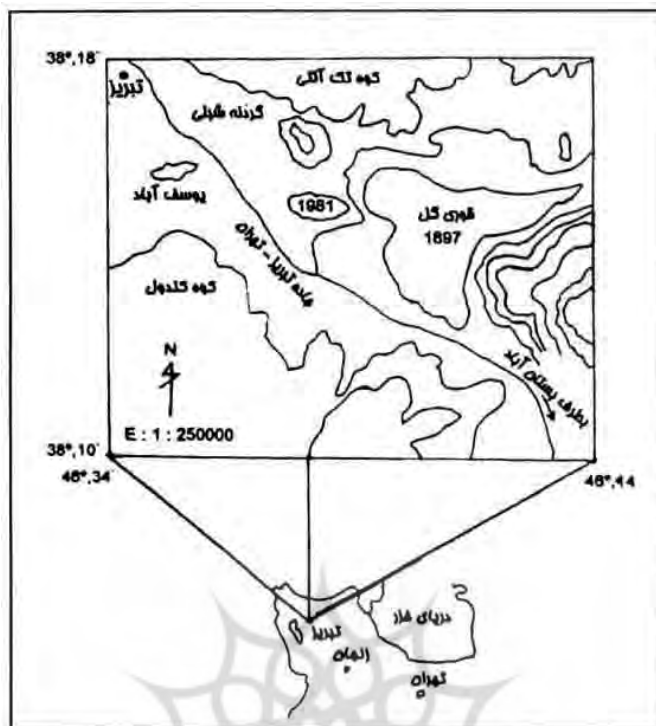 38°,18'
کوه تک آلتی
تبریز
گردنه شبلی
یوسف آباد
1981
قوری گل
1897
جاده تبریز - تهران
کوه کندول
N
بطرف بستان آباد
E : 1 : 250000
38°,10'
46°,34'
46°,44'
دریای خزر
تبریز
زنجان
تهران